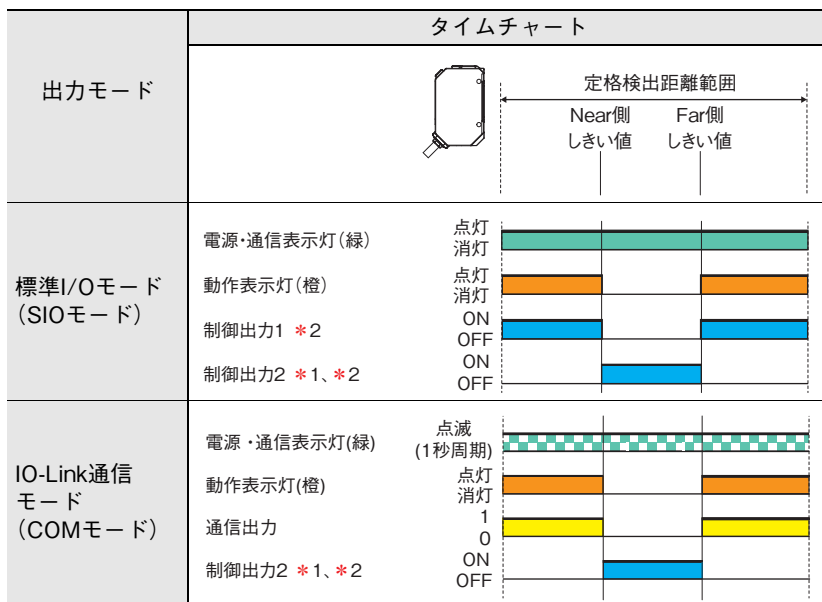 出力モード
タイムチャート
定格検出距離範囲
Near側
しきい値
Far側
しきい値
標準I/Oモード
（SIOモード）
電源・通信表示灯（緑）
点灯
消灯
動作表示灯（橙）
点灯
消灯
制御出力1 *2
ON
OFF
制御出力2 *1、*2
ON
OFF
IO-Link通信
モード
（COMモード）
電源・通信表示灯(緑)
点滅
(1秒周期)
動作表示灯(橙)
点灯
消灯
通信出力
1
0
制御出力2 *1、*2
ON
OFF